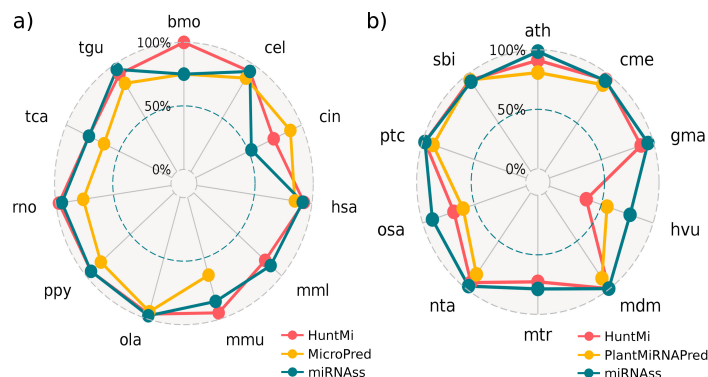 a)
bmo
100%
tgu
cel
50%
tca
cin
0%
rno
hsa
ppy
mml
ola
mmu
HuntMi
MicroPred
miRNAss
b)
ath
100%
sbi
cme
50%
ptc
gma
0%
osa
hvu
nta
mdm
mtr
HuntMi
PlantMiRNAPred
miRNAss